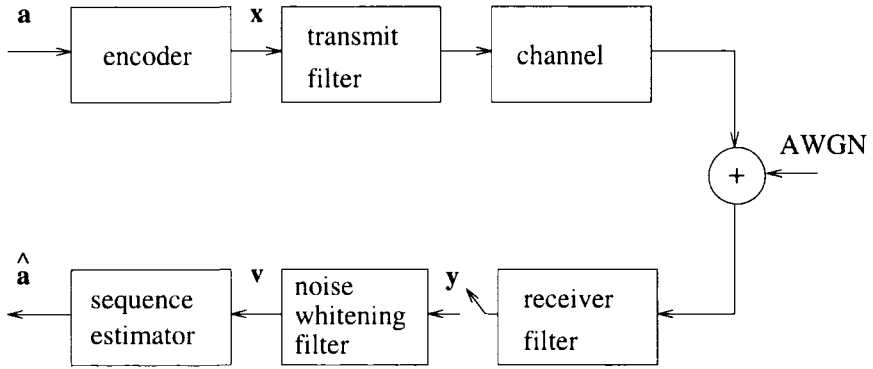 a
x
encoder
transmit
filter
channel
AWGN
+
^
a
v
y
sequence
estimator
noise
whitening
filter
receiver
filter